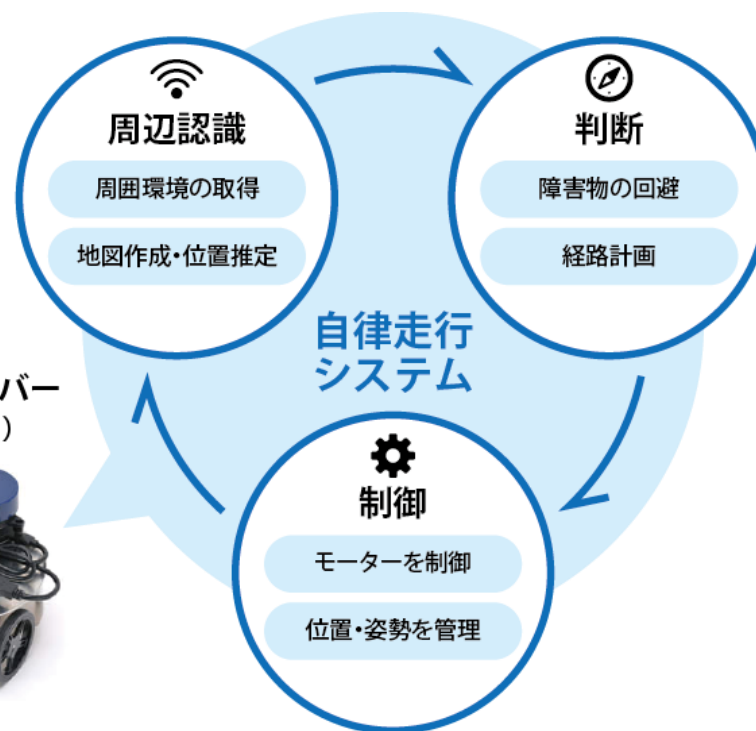 周辺認識
周囲環境の取得
地図作成・位置推定
判断
障害物の回避
経路計画
自律走行
システム
バー
)
制御
モーターを制御
位置・姿勢を管理